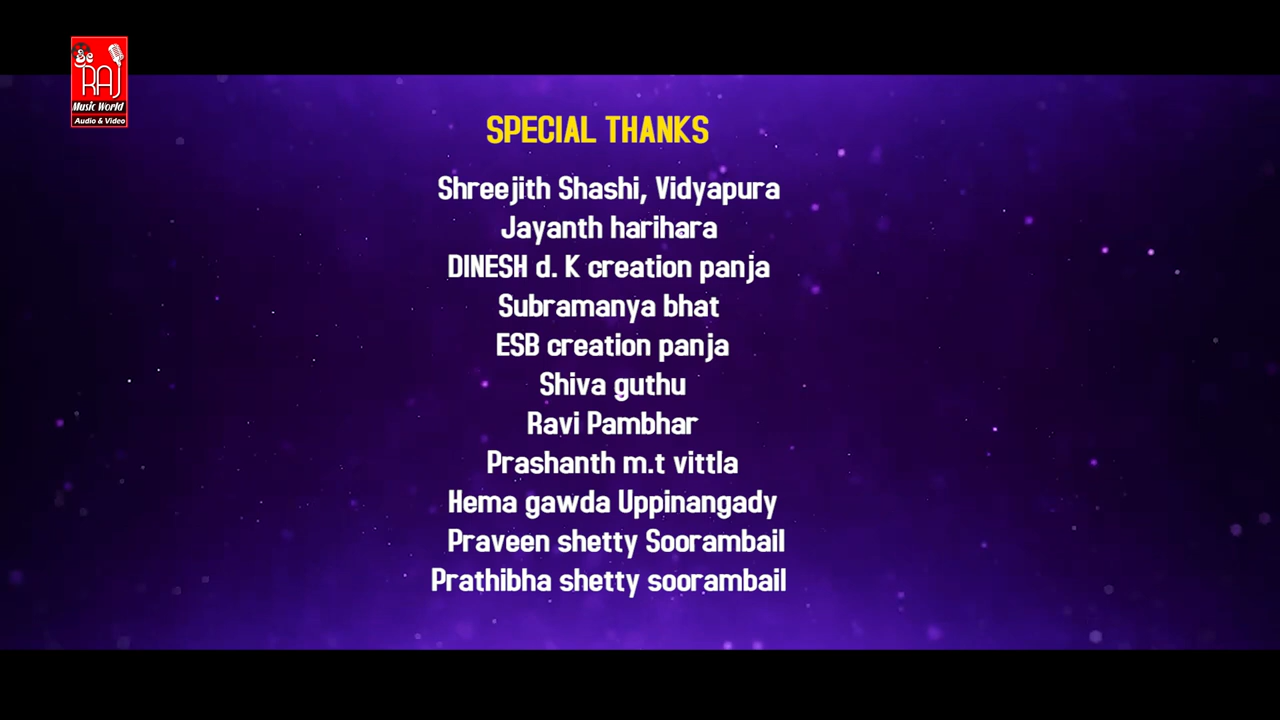 RAJ
Music World
Audio & Video
SPECIAL THANKS
Shreejith Shashi, Vidyapura
Jayanth harihara
DINESH d. K creation panja
Subramanya bhat
ESB creation panja
Shiva guthu
Ravi Pambhar
Prashanth m.t vittla
Hema gawda Uppinangady
Praveen shetty Soorambail
Prathibha shetty soorambail